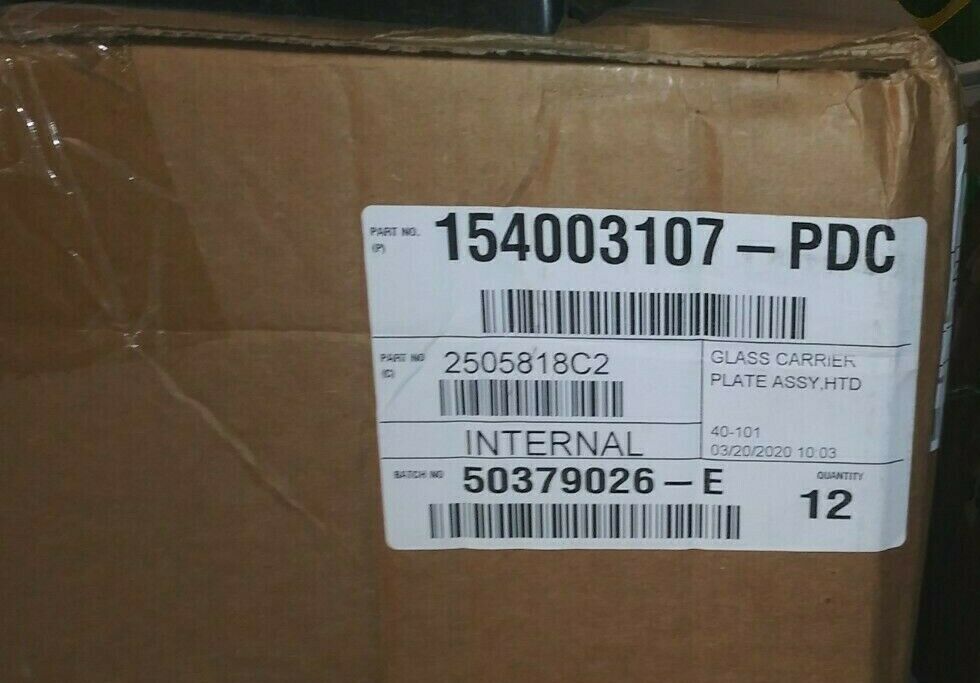 PART NO. 154003107-PDC
(P)
PART NO 2505818C2
(C)
GLASS CARRIER
PLATE ASSY,HTD
INTERNAL
40-101
03/20/2020 10:03
BATCH NO 50379026-E
QUANTITY
12